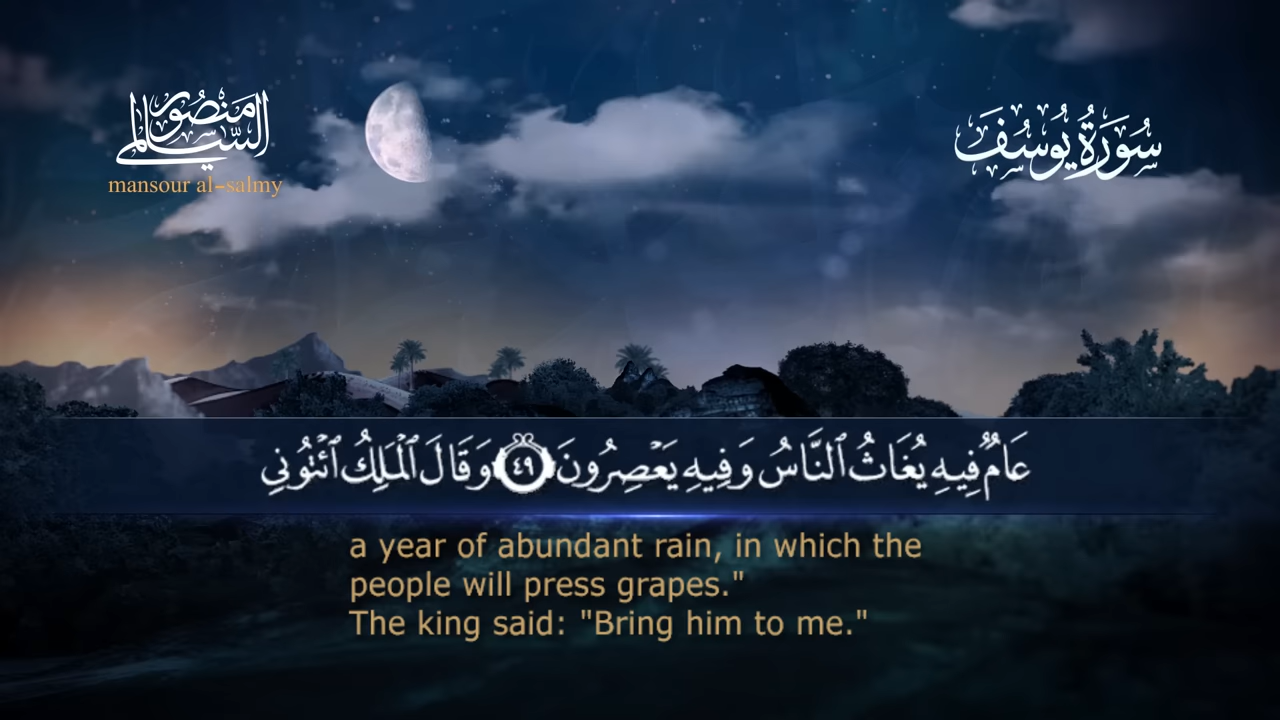 منصور السالمي
mansour al-salmy
سُورَةُ يُوسُفَ
عَامٌ فِيهِ يُغَاثُ ٱلنَّاسُ وَفِيهِ يَعْصِرُونَ ٤٩ وَقَالَ ٱلْمَلِكُ ٱئْتُونِي
a year of abundant rain, in which the
people will press grapes."
The king said: "Bring him to me."